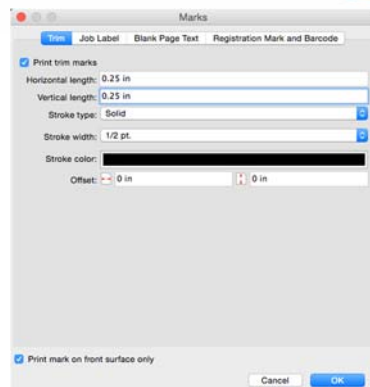 Marks
Trim Job Label Blank Page Text Registration Mark and Barcode
Print trim marks
Horizontal length: 0.25 in
Vertical length: 0.25 in
Stroke type: Solid
Stroke width: 1/2 pt.
Stroke color:
Offset: 0 in 0 in
Print mark on front surface only
Cancel OK